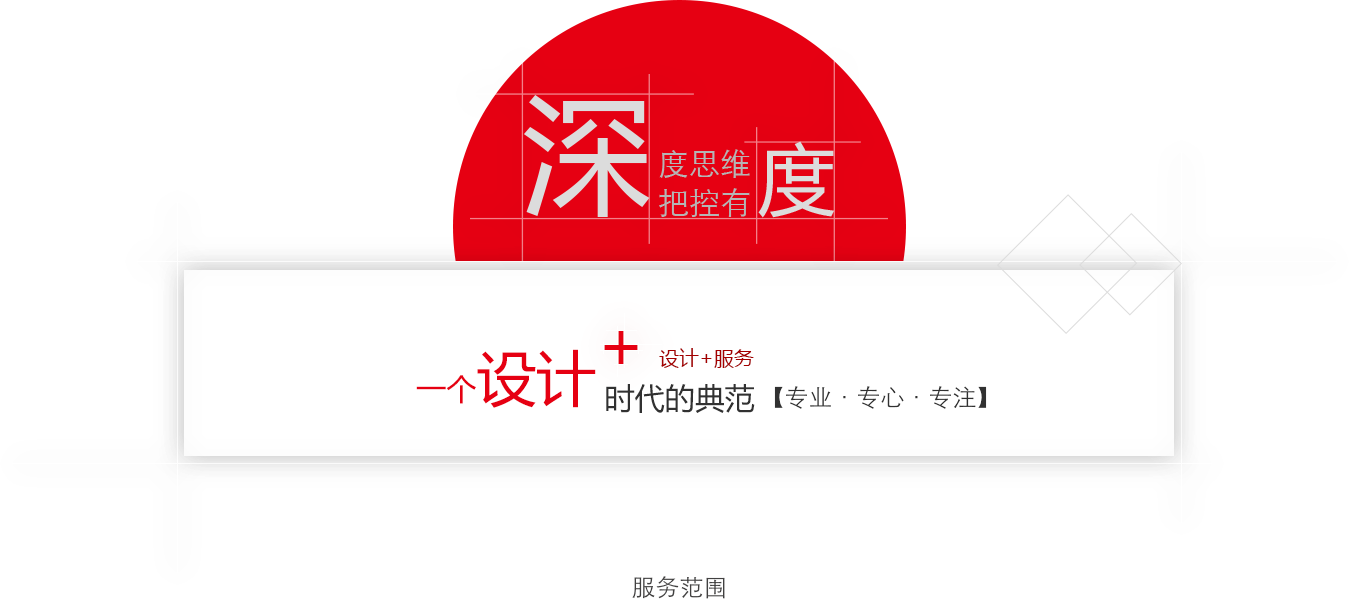 深度思维
把控有度
一个设计+
设计+服务
时代的典范【专业 · 专心 · 专注】
服务范围